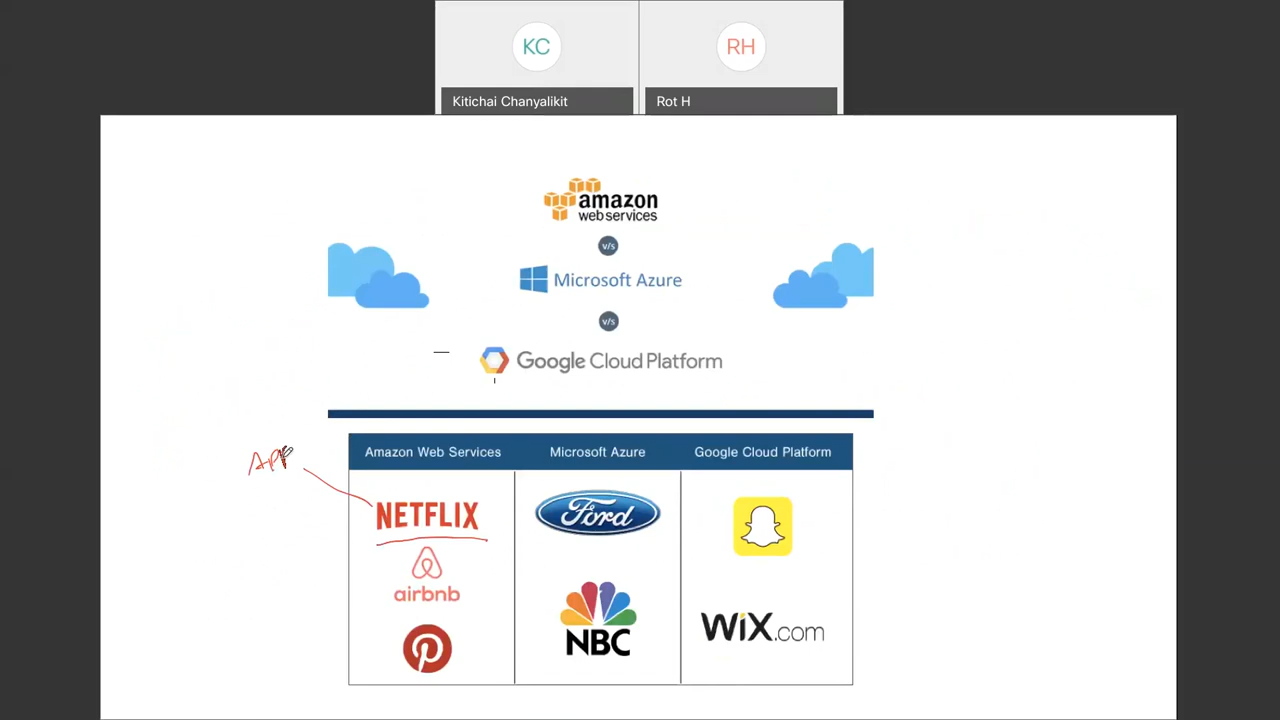 KC
RH
Kitichai Chanyalikit
Rot H
amazon
web services
v/s
Microsoft Azure
v/s
Google Cloud Platform
APP
Amazon Web Services
Microsoft Azure
Google Cloud Platform
NETFLIX
Ford
airbnb
NBC
WiX.com